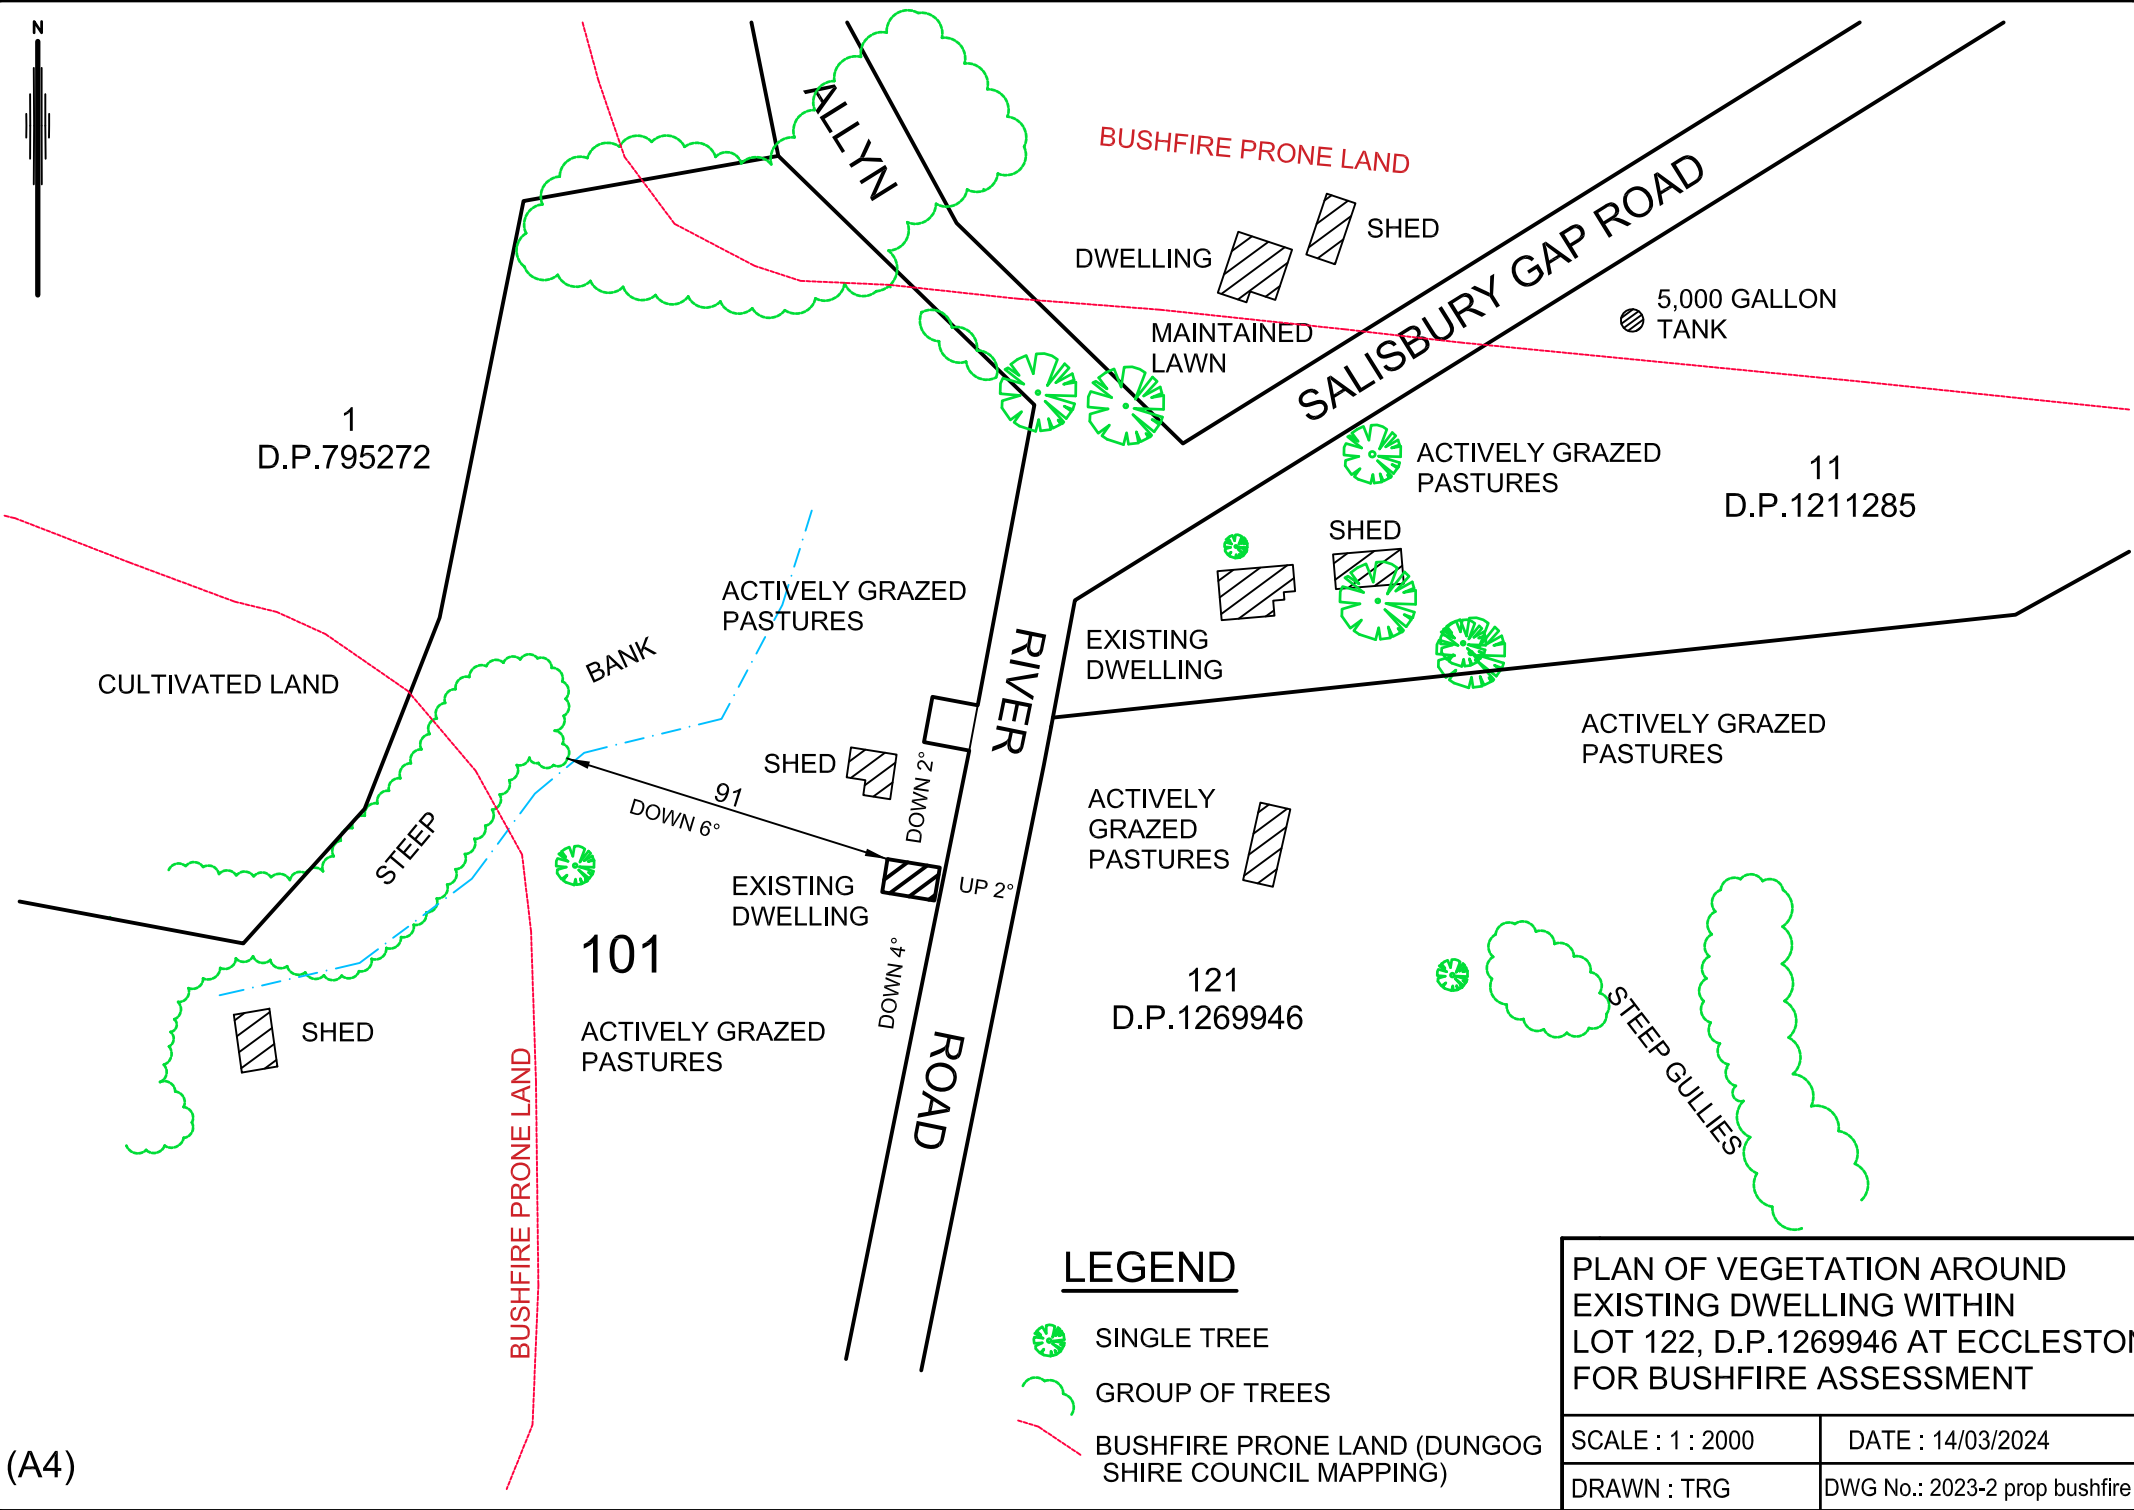 N
ALLYN
BUSHFIRE PRONE LAND
SHED
DWELLING
SALISBURY GAP ROAD
5,000 GALLON
TANK
MAINTAINED
LAWN
1
D.P.795272
ACTIVELY GRAZED
PASTURES
11
D.P.1211285
SHED
ACTIVELY GRAZED
PASTURES
BANK
RIVER
EXISTING
DWELLING
CULTIVATED LAND
ACTIVELY GRAZED
PASTURES
SHED
DOWN 2°
91
DOWN 6°
ACTIVELY
GRAZED
PASTURES
STEEP
EXISTING
DWELLING
UP 2°
101
DOWN 4°
121
D.P.1269946
STEEP GULLIES
SHED
ACTIVELY GRAZED
PASTURES
ROAD
BUSHFIRE PRONE LAND
LEGEND
SINGLE TREE
GROUP OF TREES
BUSHFIRE PRONE LAND (DUNGOG
SHIRE COUNCIL MAPPING)
PLAN OF VEGETATION AROUND
EXISTING DWELLING WITHIN
LOT 122, D.P.1269946 AT ECCLESTON
FOR BUSHFIRE ASSESSMENT
SCALE : 1 : 2000
DATE : 14/03/2024
DRAWN : TRG
DWG No.: 2023-2 prop bushfire
(A4)